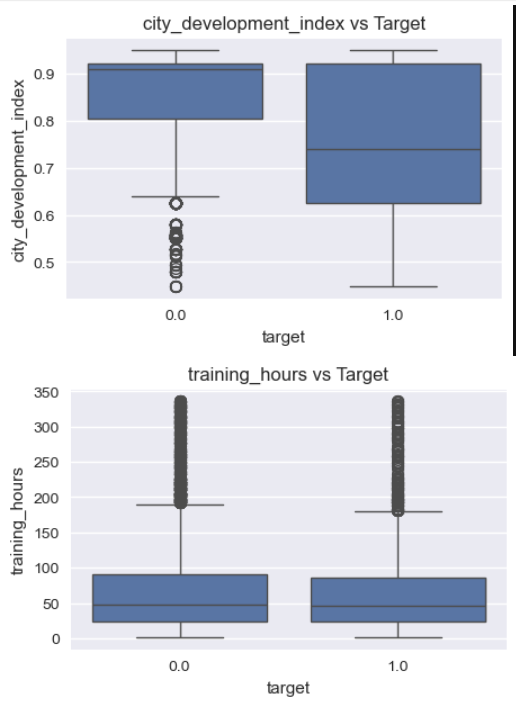 city_development_index vs Target
0.9
0.8
0.7
0.6
0.5
city_development_index
0.0
1.0
target
training_hours vs Target
350
300
250
200
150
100
50
0
training_hours
0.0
1.0
target